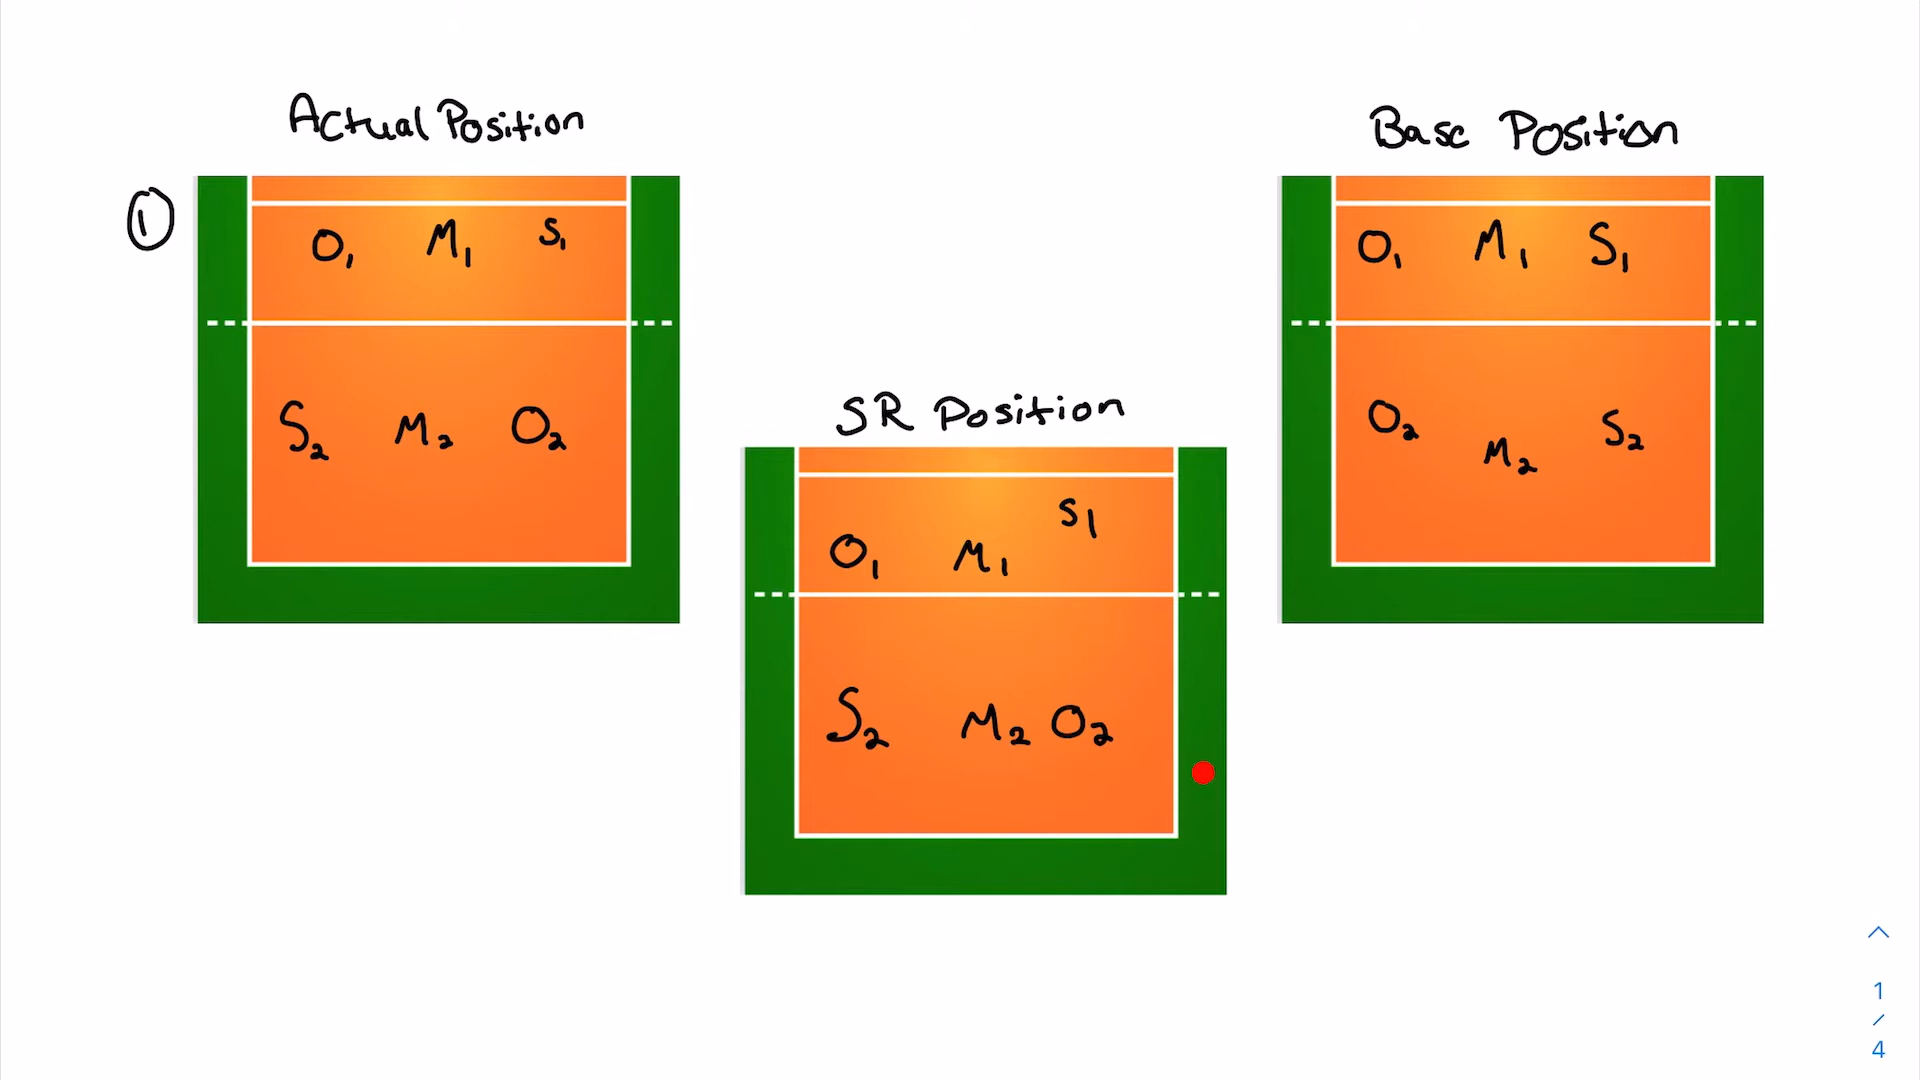 Actual Position
①
O₁ M₁ S₁
S₂ M₂ O₂
SR Position
O₁ M₁ S₁
S₂ M₂ O₂
Base Position
O₁ M₁ S₁
O₂ M₂ S₂
1
/
4